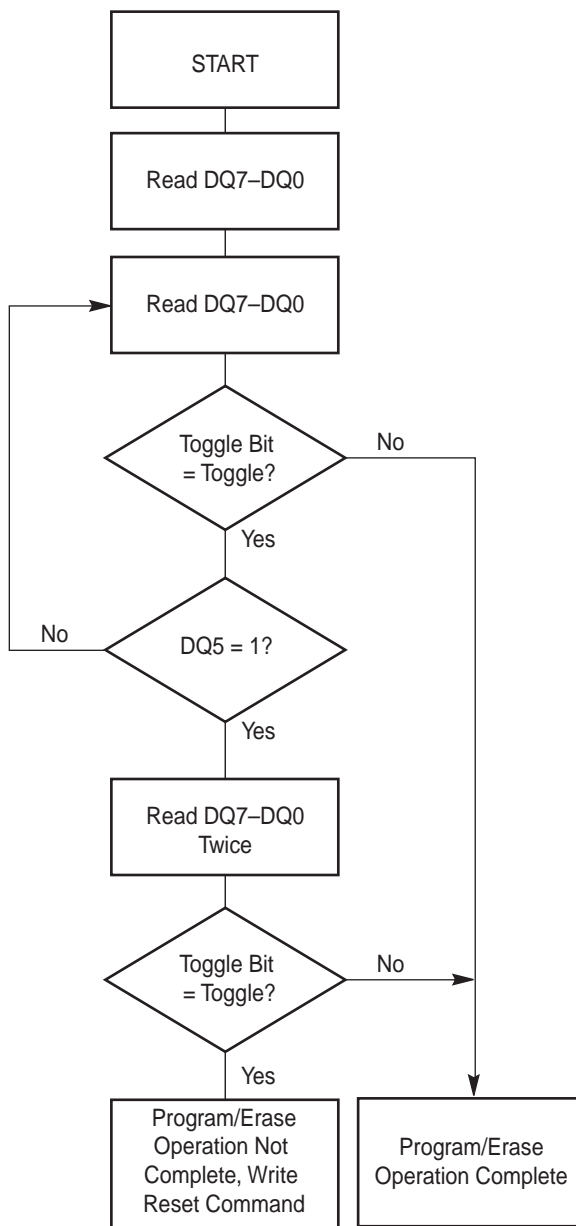 START
Read DQ7–DQ0
Read DQ7–DQ0
Toggle Bit
= Toggle?
No
Yes
No
DQ5 = 1?
Yes
Read DQ7–DQ0
Twice
Toggle Bit
= Toggle?
No
Yes
Program/Erase
Operation Not
Complete, Write
Reset Command
Program/Erase
Operation Complete